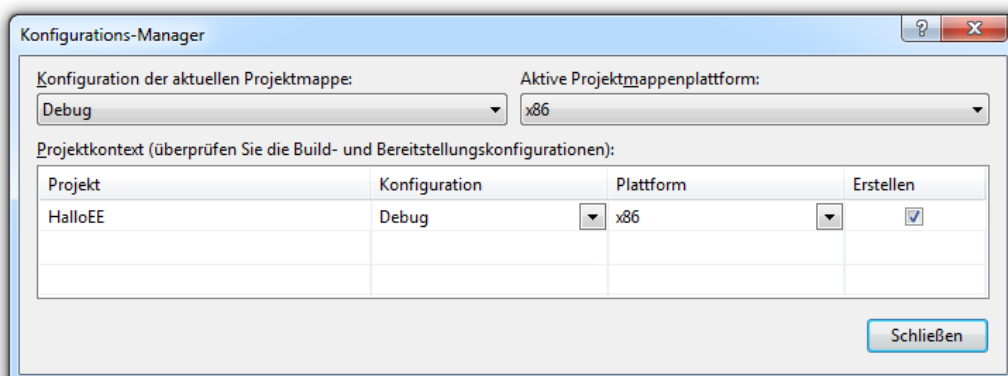 Konfigurations-Manager
Konfiguration der aktuellen Projektmappe: Aktive Projektmappenplattform:
Debug x86
Projektkontext (überprüfen Sie die Build- und Bereitstellungskonfigurationen):
Projekt Konfiguration Plattform Erstellen
HalloEE Debug x86
Schließen